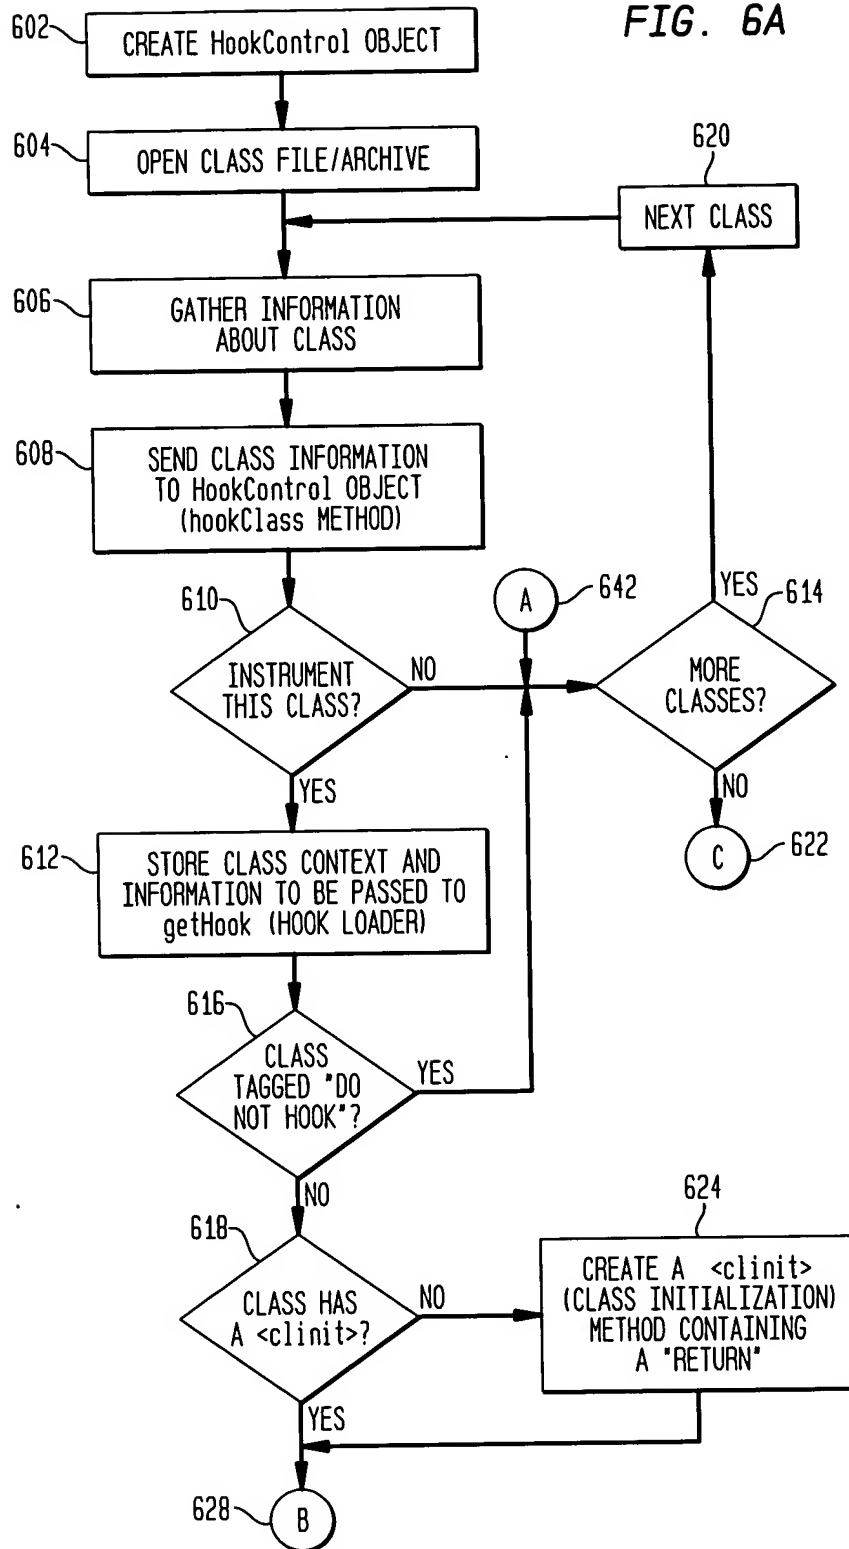 FIG. 6A
602
CREATE HookControl OBJECT
604
OPEN CLASS FILE/ARCHIVE
620
NEXT CLASS
606
GATHER INFORMATION
ABOUT CLASS
608
SEND CLASS INFORMATION
TO HookControl OBJECT
(hookClass METHOD)
610
INSTRUMENT
THIS CLASS?
NO
YES
A
642
YES
614
MORE
CLASSES?
NO
C
622
612
STORE CLASS CONTEXT AND
INFORMATION TO BE PASSED TO
getHook (HOOK LOADER)
616
CLASS
TAGGED "DO
NOT HOOK"?
YES
NO
618
CLASS HAS
A <clinit>?
NO
YES
624
CREATE A <clinit>
(CLASS INITIALIZATION)
METHOD CONTAINING
A "RETURN"
628
B